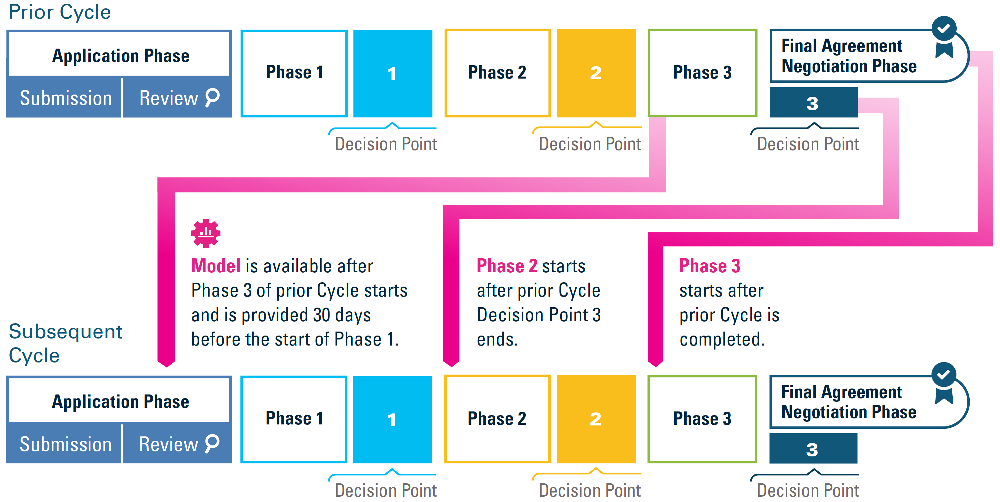 Prior Cycle
Application Phase
Submission
Review
Phase 1
1
Decision Point
Phase 2
2
Decision Point
Phase 3
Final Agreement
Negotiation Phase
3
Decision Point
Model is available after
Phase 3 of prior Cycle starts
and is provided 30 days
before the start of Phase 1.
Phase 2 starts
after prior Cycle
Decision Point 3
ends.
Phase 3
starts after
prior Cycle is
completed.
Subsequent
Cycle
Application Phase
Submission
Review
Phase 1
1
Decision Point
Phase 2
2
Decision Point
Phase 3
Final Agreement
Negotiation Phase
3
Decision Point